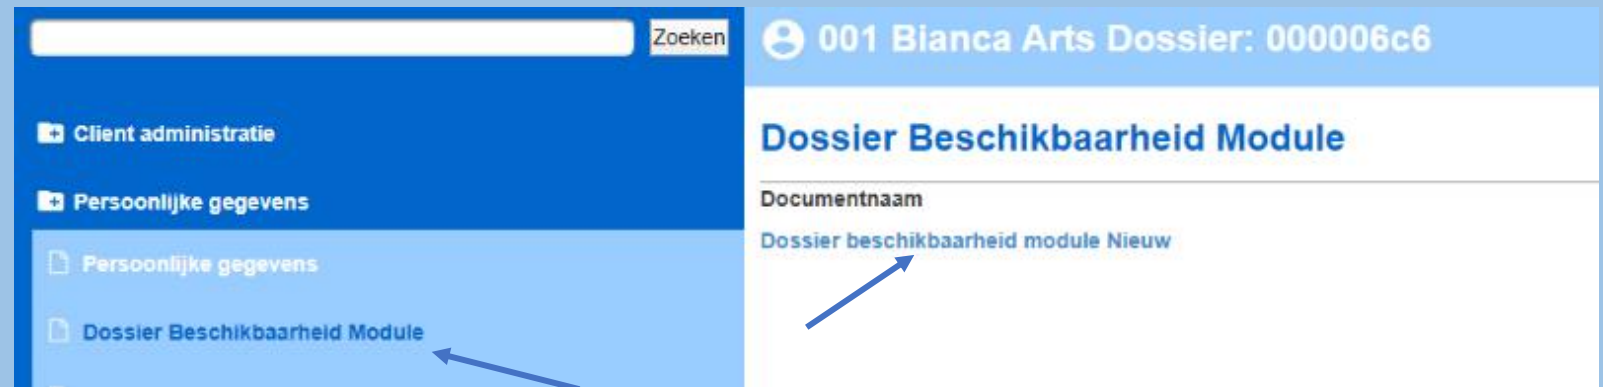 Zoeken
Client administratie
Persoonlijke gegevens
Persoonlijke gegevens
Dossier Beschikbaarheid Module
001 Bianca Arts Dossier: 000006c6
Dossier Beschikbaarheid Module
Documentnaam
Dossier beschikbaarheid module Nieuw